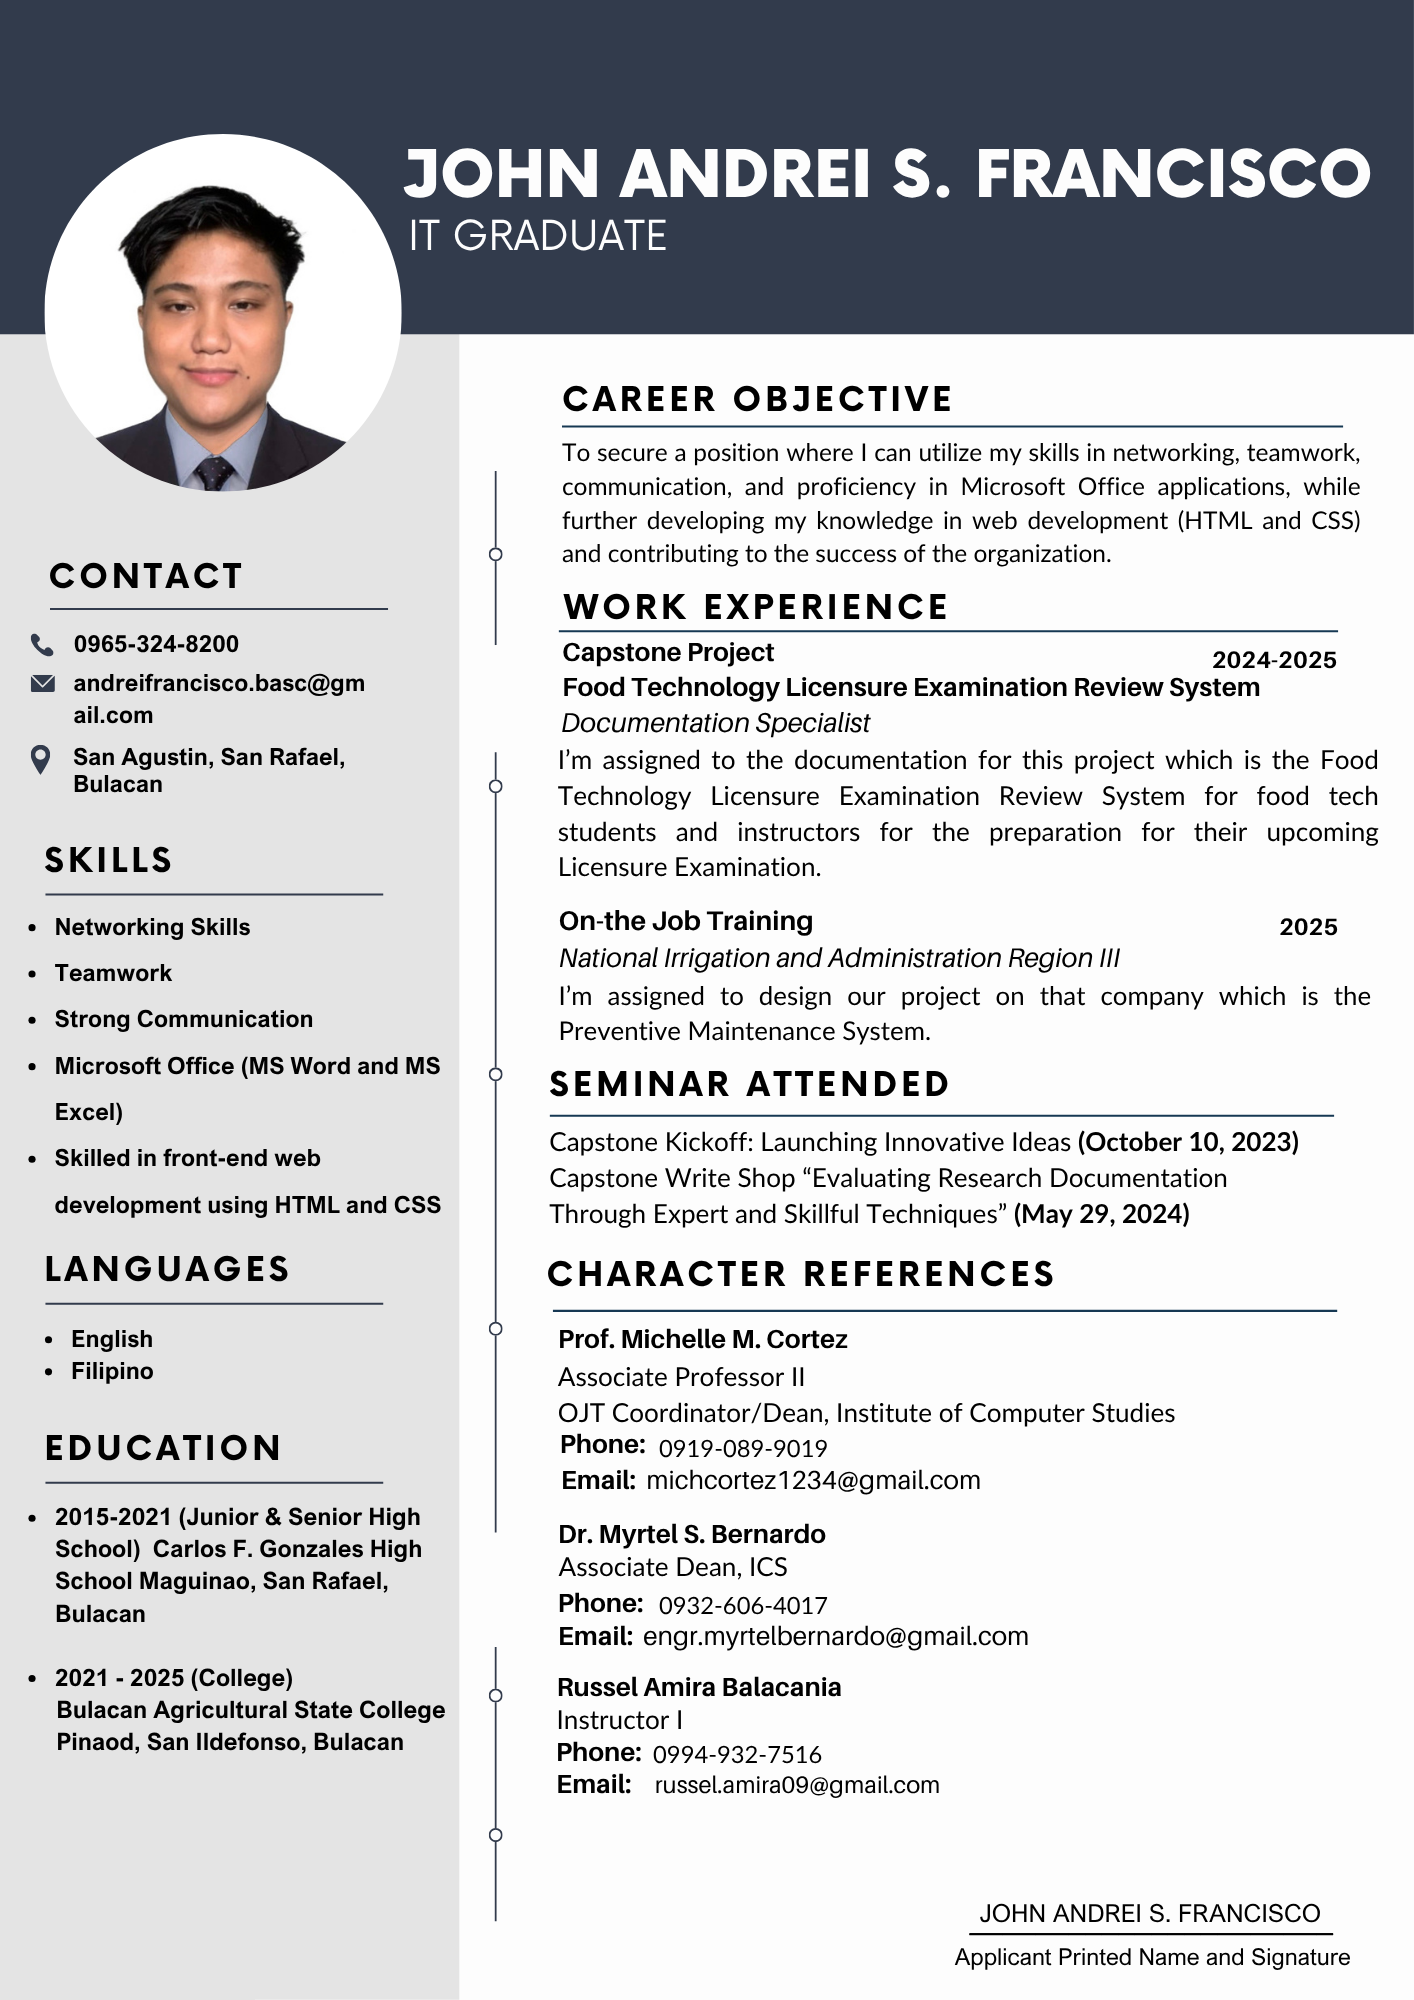 JOHN ANDREI S. FRANCISCO
IT GRADUATE
CONTACT
0965-324-8200
andreifrancisco.basc@gm
ail.com
San Agustin, San Rafael,
Bulacan
SKILLS
• Networking Skills
• Teamwork
• Strong Communication
• Microsoft Office (MS Word and MS
Excel)
• Skilled in front-end web
development using HTML and CSS
LANGUAGES
• English
• Filipino
EDUCATION
• 2015-2021 (Junior & Senior High
School) Carlos F. Gonzales High
School Maguinao, San Rafael,
Bulacan
• 2021 - 2025 (College)
Bulacan Agricultural State College
Pinaod, San Ildefonso, Bulacan
CAREER OBJECTIVE
To secure a position where I can utilize my skills in networking, teamwork,
communication, and proficiency in Microsoft Office applications, while
further developing my knowledge in web development (HTML and CSS)
and contributing to the success of the organization.
WORK EXPERIENCE
Capstone Project 2024-2025
Food Technology Licensure Examination Review System
Documentation Specialist
I’m assigned to the documentation for this project which is the Food
Technology Licensure Examination Review System for food tech
students and instructors for the preparation for their upcoming
Licensure Examination.
On-the Job Training 2025
National Irrigation and Administration Region III
I’m assigned to design our project on that company which is the
Preventive Maintenance System.
SEMINAR ATTENDED
Capstone Kickoff: Launching Innovative Ideas (October 10, 2023)
Capstone Write Shop “Evaluating Research Documentation
Through Expert and Skillful Techniques” (May 29, 2024)
CHARACTER REFERENCES
Prof. Michelle M. Cortez
Associate Professor II
OJT Coordinator/Dean, Institute of Computer Studies
Phone: 0919-089-9019
Email: michcortez1234@gmail.com
Dr. Myrtel S. Bernardo
Associate Dean, ICS
Phone: 0932-606-4017
Email: engr.myrtelbernardo@gmail.com
Russel Amira Balacania
Instructor I
Phone: 0994-932-7516
Email: russel.amira09@gmail.com
JOHN ANDREI S. FRANCISCO
Applicant Printed Name and Signature